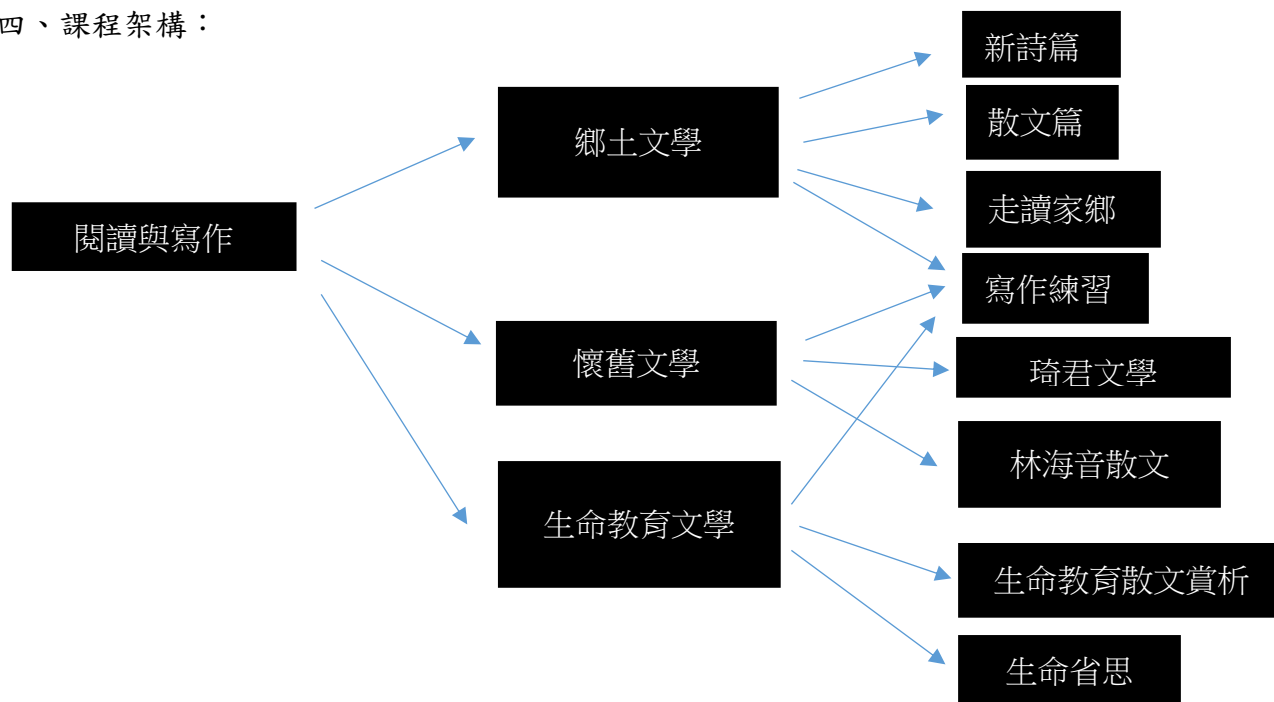 四、課程架構：
閱讀與寫作
鄉土文學
懷舊文學
生命教育文學
新詩篇
散文篇
走讀家鄉
寫作練習
琦君文學
林海音散文
生命教育散文賞析
生命省思